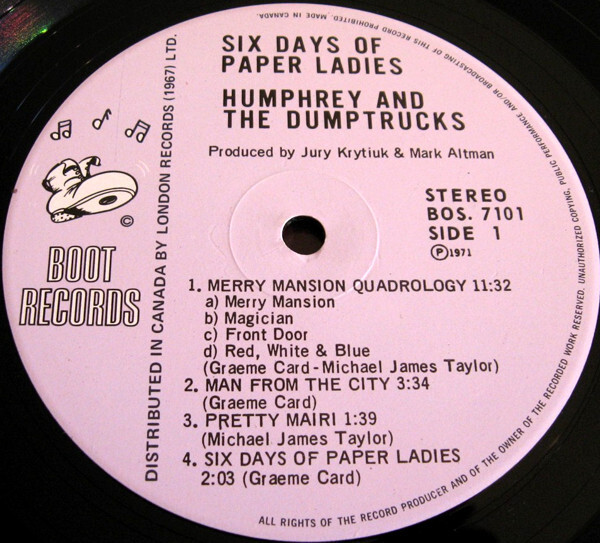 SIX DAYS OF
PAPER LADIES
HUMPHREY AND
THE DUMPTRUCKS
Produced by Jury Krytiuk & Mark Altman
STEREO
BOS. 7101
SIDE 1
Ⓟ1971
©
BOOT
RECORDS
DISTRIBUTED IN CANADA BY LONDON RECORDS (1967) LTD.
1. MERRY MANSION QUADROLOGY 11:32
a) Merry Mansion
b) Magician
c) Front Door
d) Red, White & Blue
(Graeme Card-Michael James Taylor)
2. MAN FROM THE CITY 3:34
(Graeme Card)
3. PRETTY MAIRI 1:39
(Michael James Taylor)
4. SIX DAYS OF PAPER LADIES
2:03 (Graeme Card)
ALL RIGHTS OF THE RECORD PRODUCER AND OF THE OWNER OF THE RECORDED WORK RESERVED. UNAUTHORIZED COPYING, PUBLIC PERFORMANCE AND/OR BROADCASTING OF THIS RECORD PROHIBITED. MADE IN CANADA.